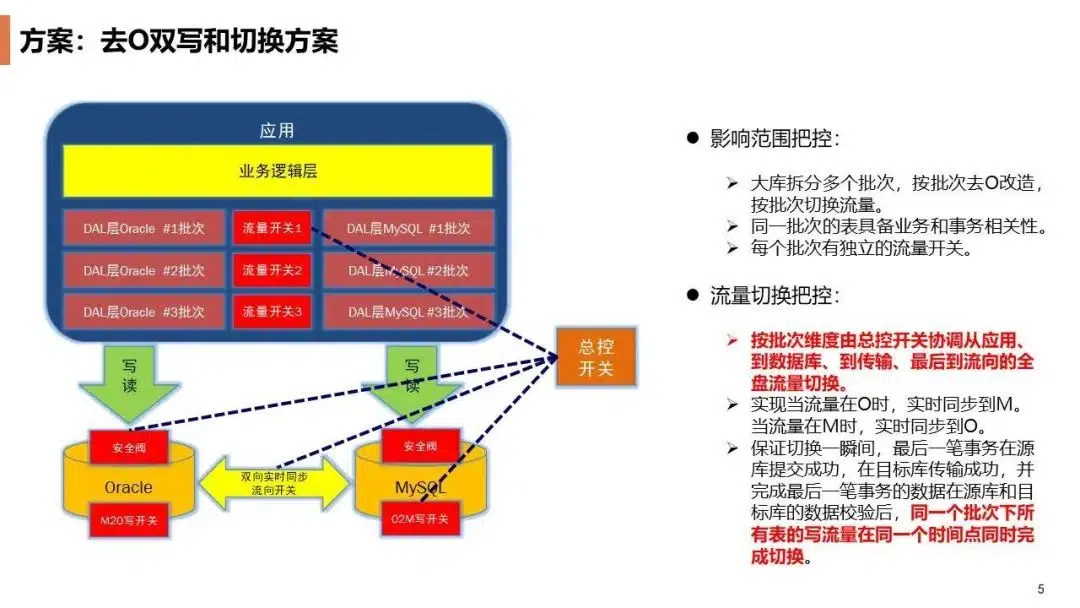 方案：去O双写和切换方案
应用
业务逻辑层
DAL层Oracle #1批次
流量开关1
DAL层MySQL #1批次
DAL层Oracle #2批次
流量开关2
DAL层MySQL #2批次
DAL层Oracle #3批次
流量开关3
DAL层MySQL #3批次
总控
开关
写
读
写
读
安全阀
安全阀
Oracle
双向实时同步
流向开关
MySQL
M2O写开关
O2M写开关
● 影响范围把控：
➢ 大库拆分多个批次，按批次去O改造，
按批次切换流量。
➢ 同一批次的表具备业务和事务相关性。
➢ 每个批次有独立的流量开关。
● 流量切换把控：
➢ 按批次维度由总控开关协调从应用、
到数据库、到传输、最后到流向的全
盘流量切换。
➢ 实现当流量在O时，实时同步到M。
当流量在M时，实时同步到O。
➢ 保证切换一瞬间，最后一笔事务在源
库提交成功，在目标库传输成功，并
完成最后一笔事务的数据在源库和目
标库的数据校验后，同一个批次下所
有表的写流量在同一个时间点同时完
成切换。
5